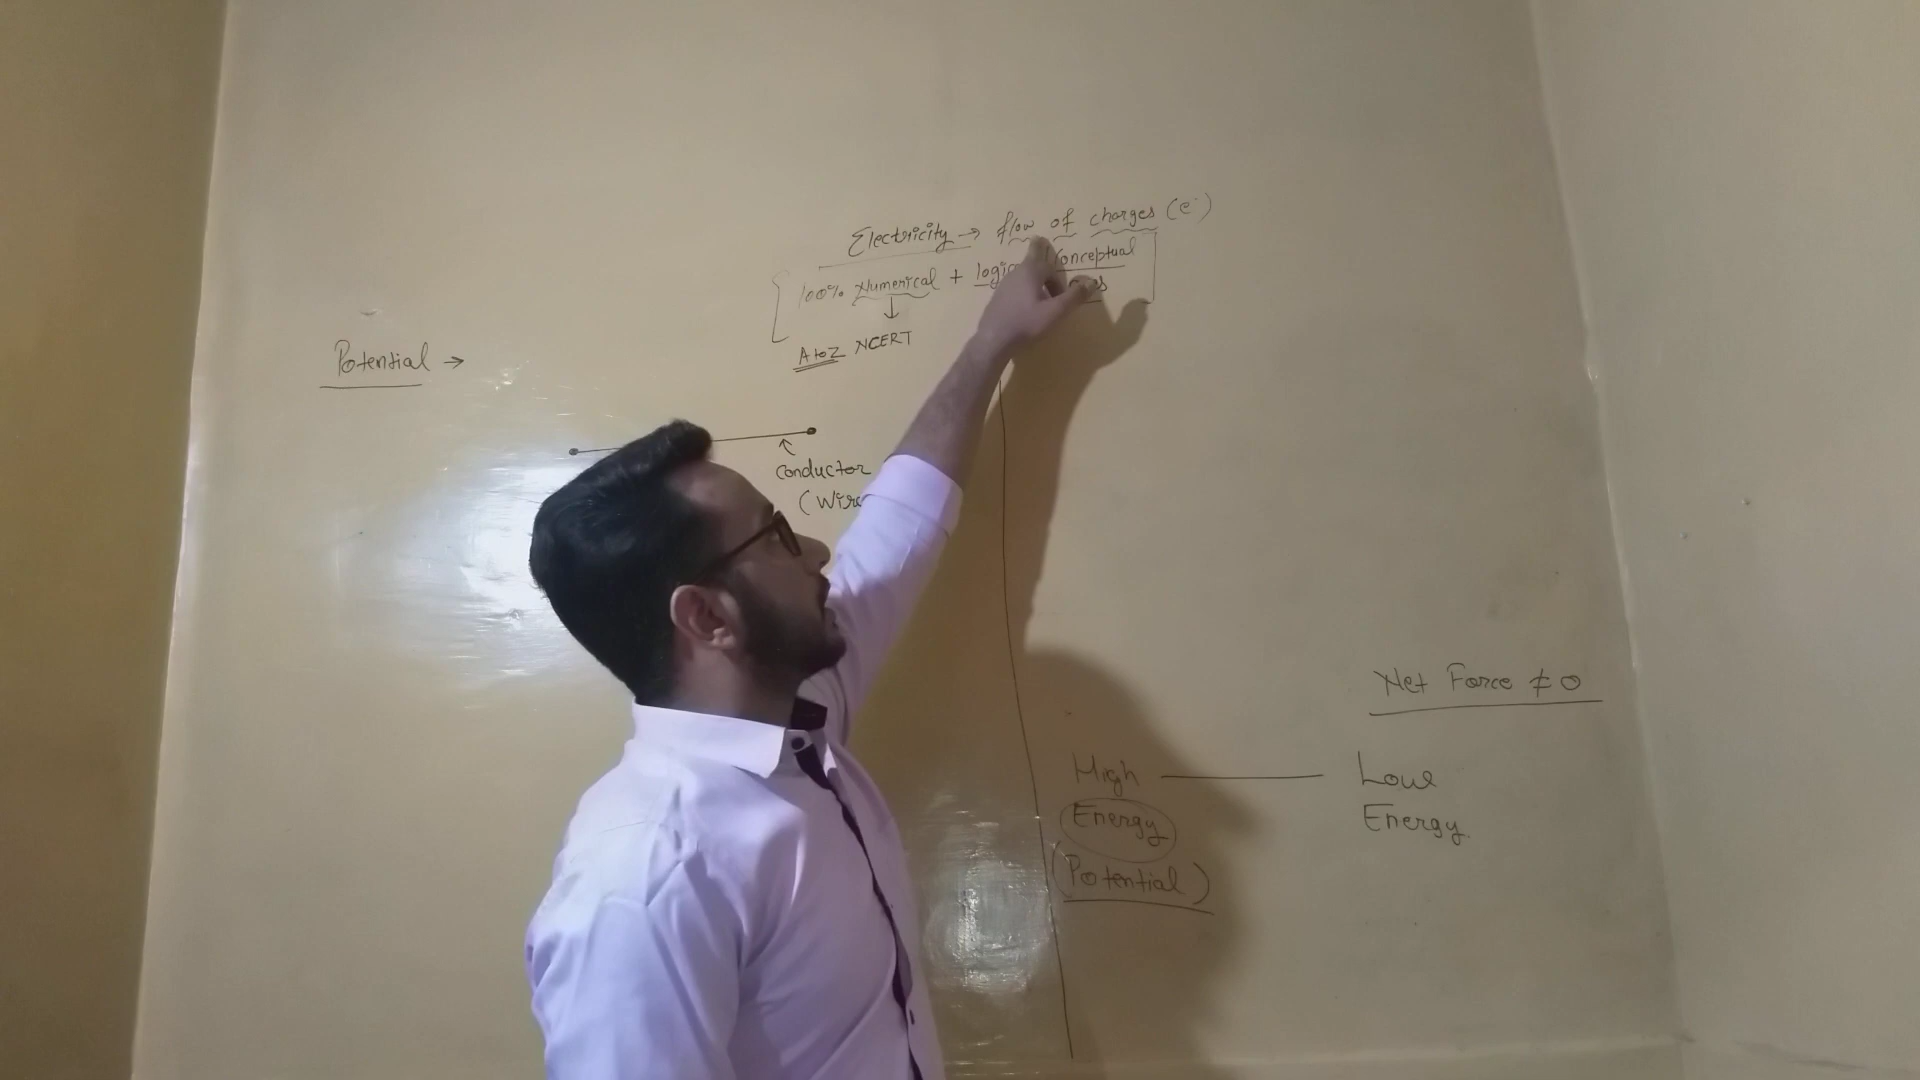 Electricity → flow of charges (e⁻)
100% Numerical + Conceptual
↓
A to Z NCERT
Potential →
Conductor
(Wire
Net Force ≠ 0
High — Low
Energy Energy.
(Potential)